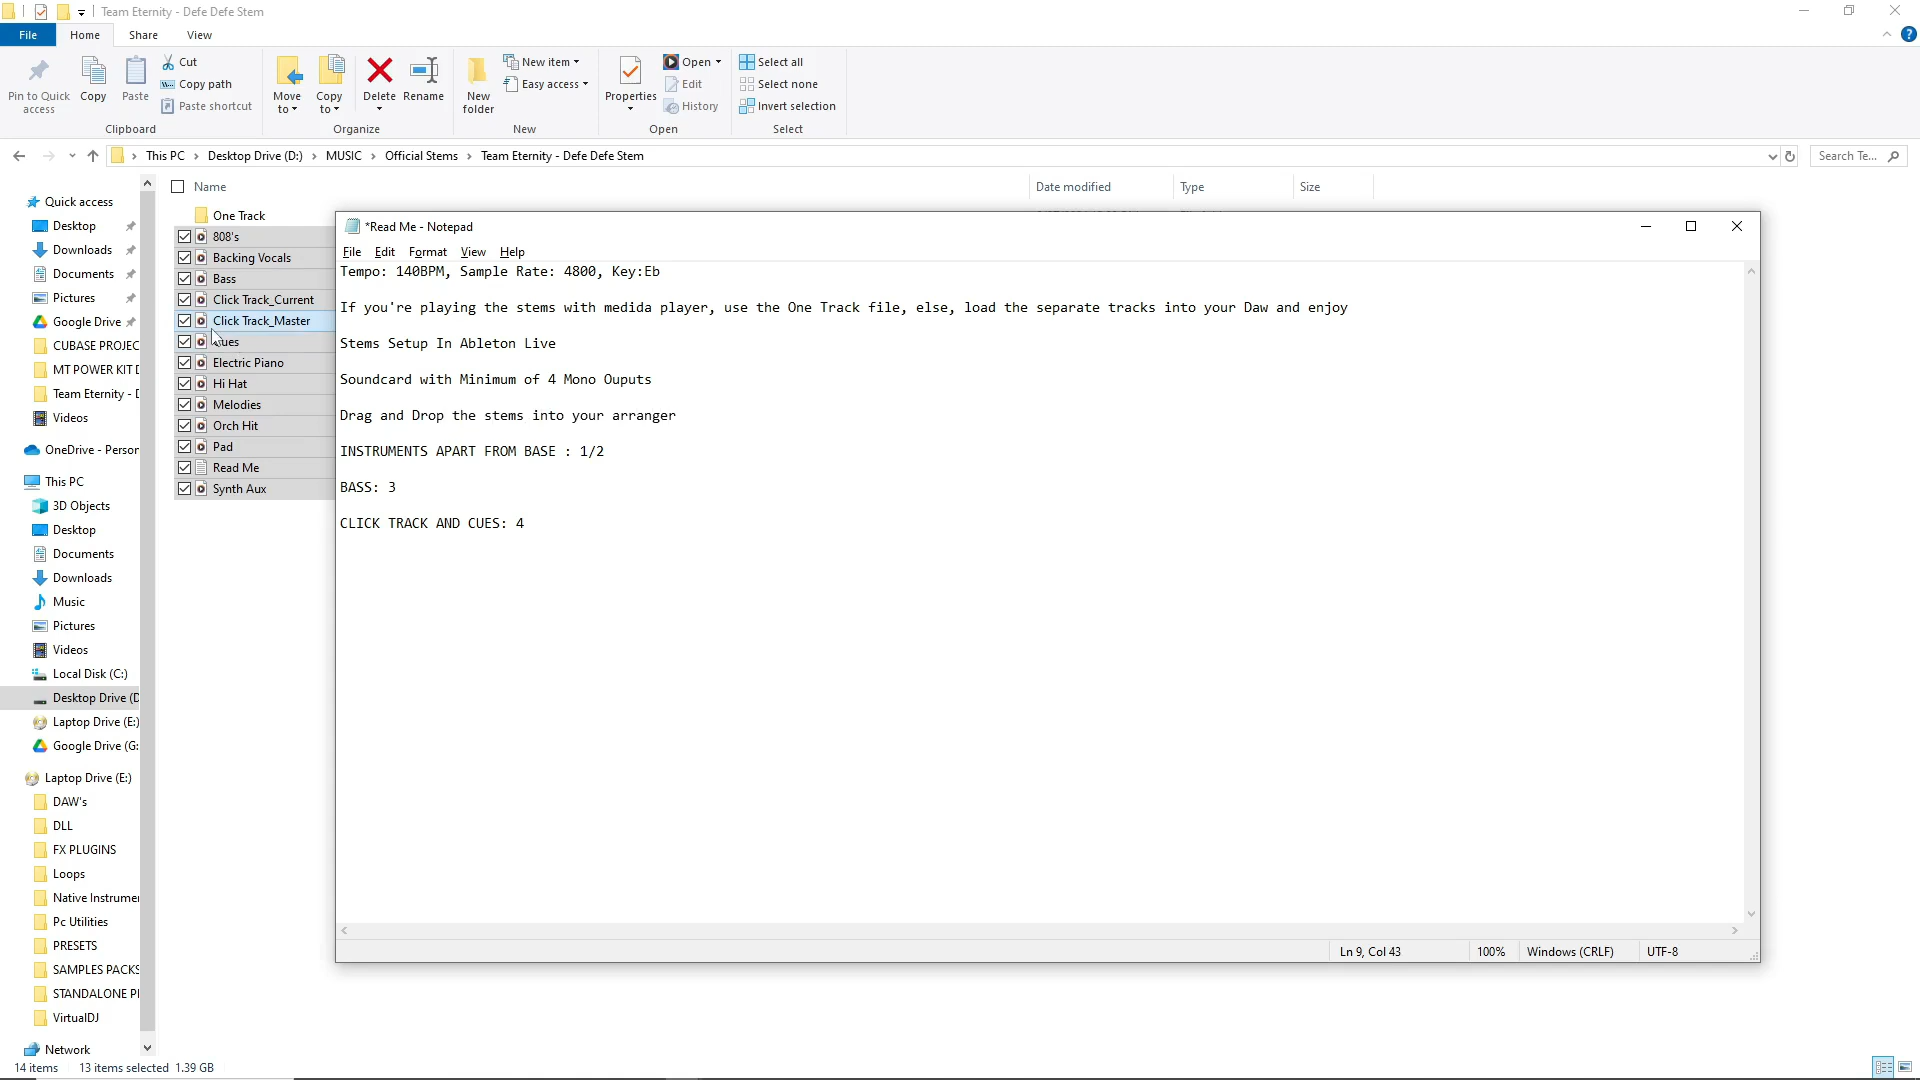 Team Eternity - Defe Defe Stem
File Home Share View
Pin to Quick access
Copy
Paste
Cut
Copy path
Paste shortcut
Clipboard
Move to
Copy to
Delete
Rename
Organize
New folder
New item
Easy access
New
Properties
Open
Edit
History
Open
Select all
Select none
Invert selection
Select
This PC > Desktop Drive (D:) > MUSIC > Official Stems > Team Eternity - Defe Defe Stem
Search Te...
Name Date modified Type Size
Quick access
Desktop
Downloads
Documents
Pictures
Google Drive
CUBASE PROJEC
MT POWER KIT
Team Eternity -
Videos
OneDrive - Person
This PC
3D Objects
Desktop
Documents
Downloads
Music
Pictures
Videos
Local Disk (C:)
Desktop Drive (D
Laptop Drive (E:)
Google Drive (G:
Laptop Drive (E:)
DAW's
DLL
FX PLUGINS
Loops
Native Instrumen
Pc Utilities
PRESETS
SAMPLES PACKS
STANDALONE
VirtualDJ
Network
One Track
808's
Backing Vocals
Bass
Click Track_Current
Click Track_Master
Electric Piano
Hi Hat
Melodies
Orch Hit
Pad
Read Me
Synth Aux
*Read Me - Notepad
File Edit Format View Help
Tempo: 140BPM, Sample Rate: 4800, Key:Eb
If you're playing the stems with medida player, use the One Track file, else, load the separate tracks into your Daw and enjoy
Stems Setup In Ableton Live
Soundcard with Minimum of 4 Mono Ouputs
Drag and Drop the stems into your arranger
INSTRUMENTS APART FROM BASE : 1/2
BASS: 3
CLICK TRACK AND CUES: 4
Ln 9, Col 43 100% Windows (CRLF) UTF-8
14 items 13 items selected 1.39 GB